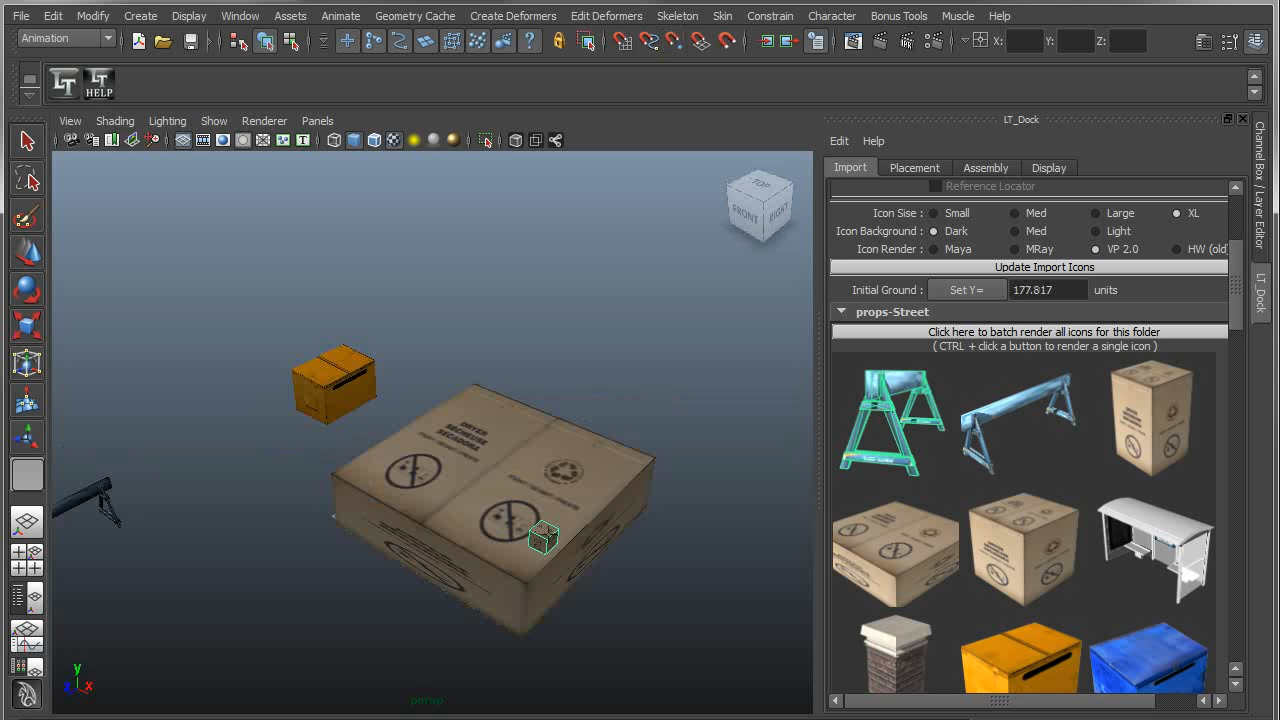 File Edit Modify Create Display Window Assets Animate Geometry Cache Create Deformers Edit Deformers Skeleton Skin Constrain Character Bonus Tools Muscle Help
Animation X: Y: Z:
LT LT HELP
View Shading Lighting Show Renderer Panels
LT_Dock
Edit Help
Import Placement Assembly Display
Reference Locator
Icon Sise : Small Med Large XL
Icon Background : Dark Med Light
Icon Render : Maya MRay VP 2.0 HW (old)
Update Import Icons
Initial Ground : Set Y= 177.817 units
props-Street
Click here to batch render all icons for this folder
( CTRL + click a button to render a single icon )
Channel Box / Layer Editor
LT_Dock
TOP
FRONT RIGHT
DRYER
SECHEUSE
SECADORA
y
z x
persp